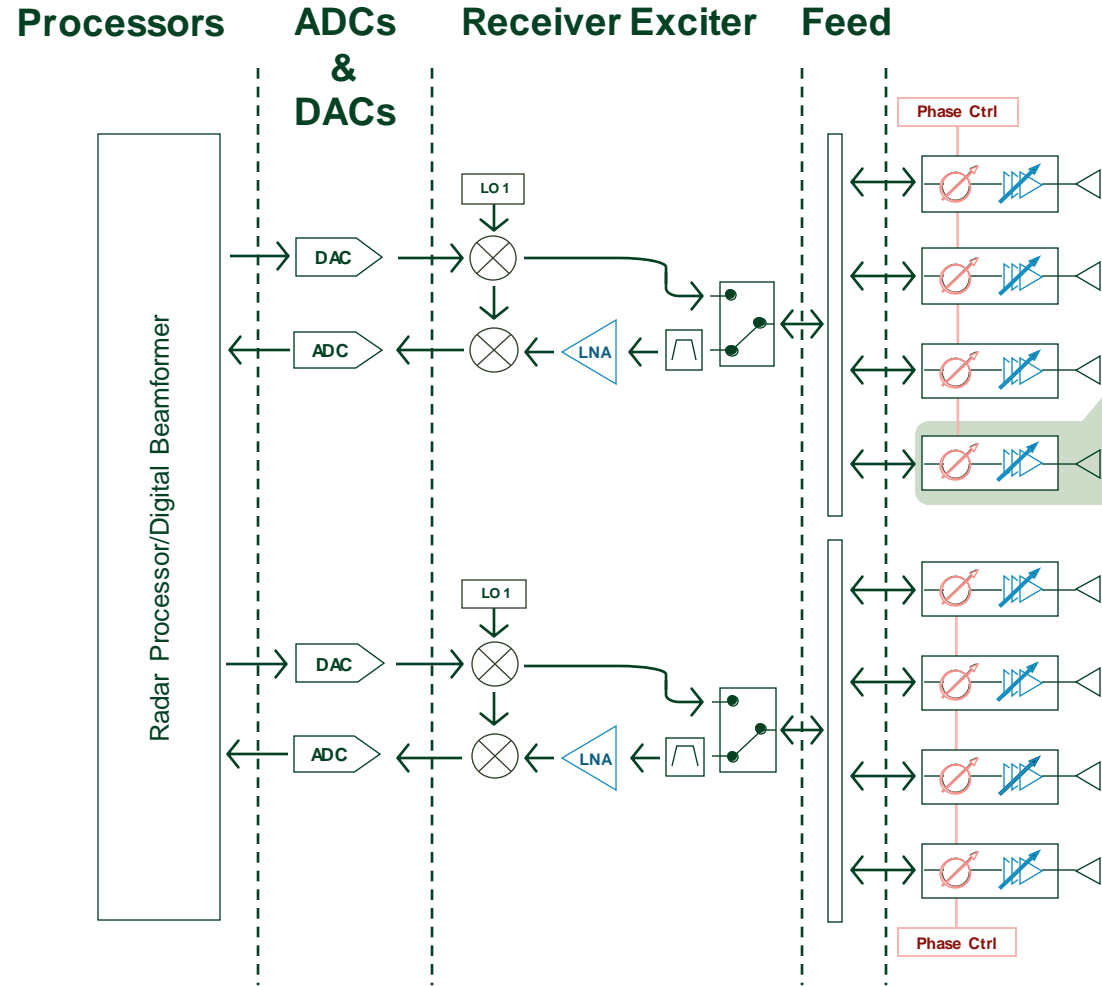 Processors
ADCs
&
DACs
Receiver Exciter
Feed
Phase Ctrl
LO 1
DAC
ADC
LNA
Radar Processor/Digital Beamformer
LO 1
DAC
ADC
LNA
Phase Ctrl